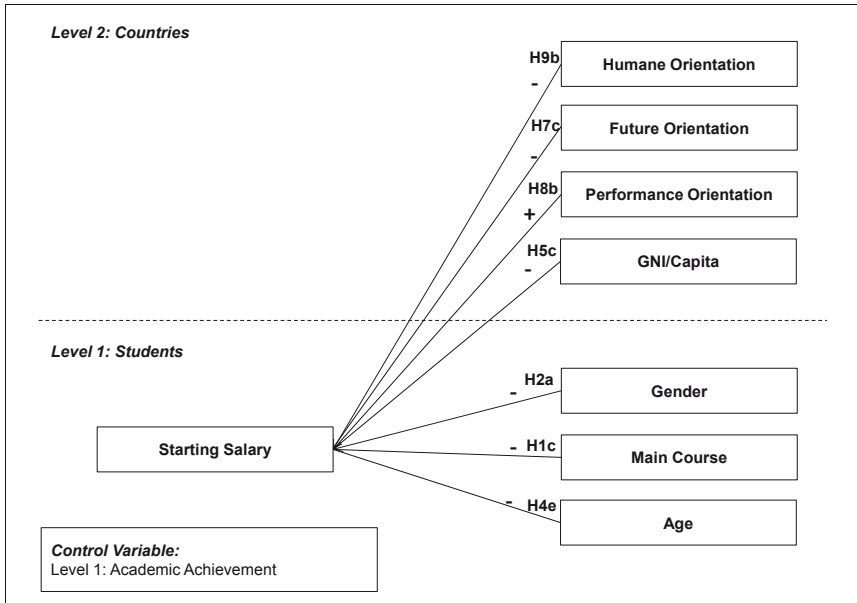 Level 2: Countries
H9b
-
Humane Orientation
H7c
-
Future Orientation
H8b
+
Performance Orientation
H5c
-
GNI/Capita
Level 1: Students
H2a
-
Gender
Starting Salary
- H1c
Main Course
-
H4e
Age
Control Variable:
Level 1: Academic Achievement